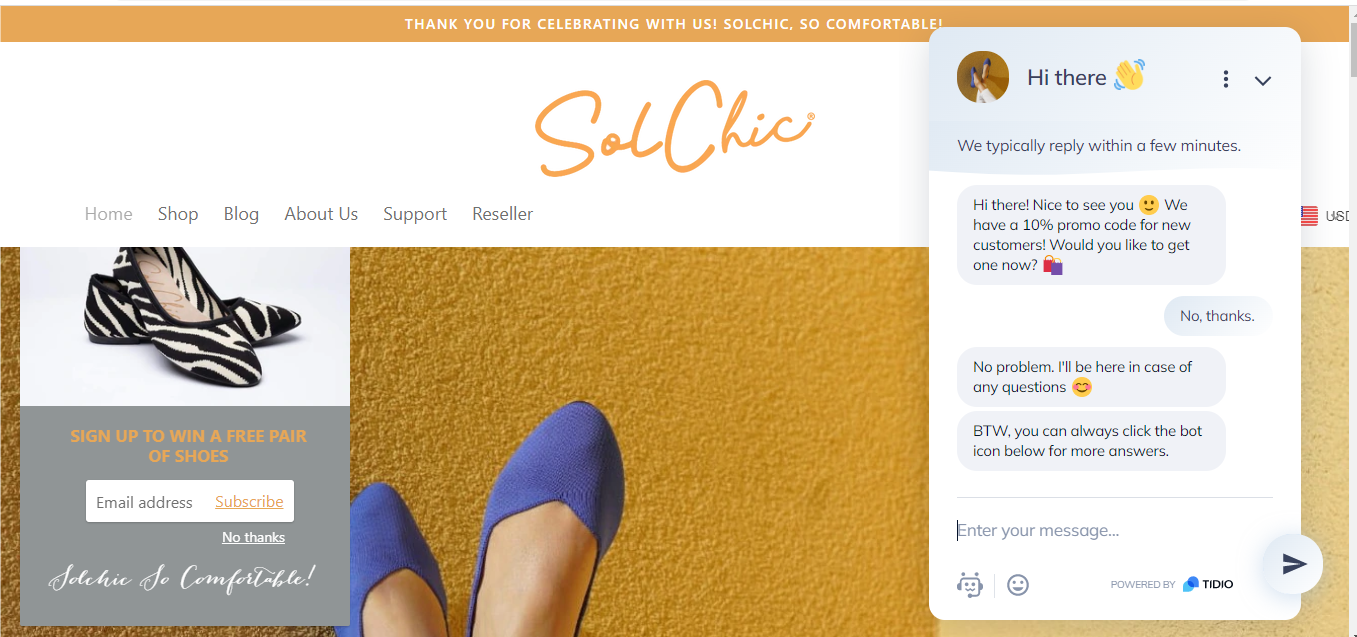 THANK YOU FOR CELEBRATING WITH US! SOLCHIC, SO COMFORTABLE!
SolChic®
Home Shop Blog About Us Support Reseller
USD
SolChic
SIGN UP TO WIN A FREE PAIR
OF SHOES
Email address Subscribe
No thanks
Solchic So Comfortable!
Hi there 👋
We typically reply within a few minutes.
Hi there! Nice to see you 🙂 We
have a 10% promo code for new
customers! Would you like to get
one now? 🛍️
No, thanks.
No problem. I'll be here in case of
any questions 😊
BTW, you can always click the bot
icon below for more answers.
Enter your message...
POWERED BY TIDIO